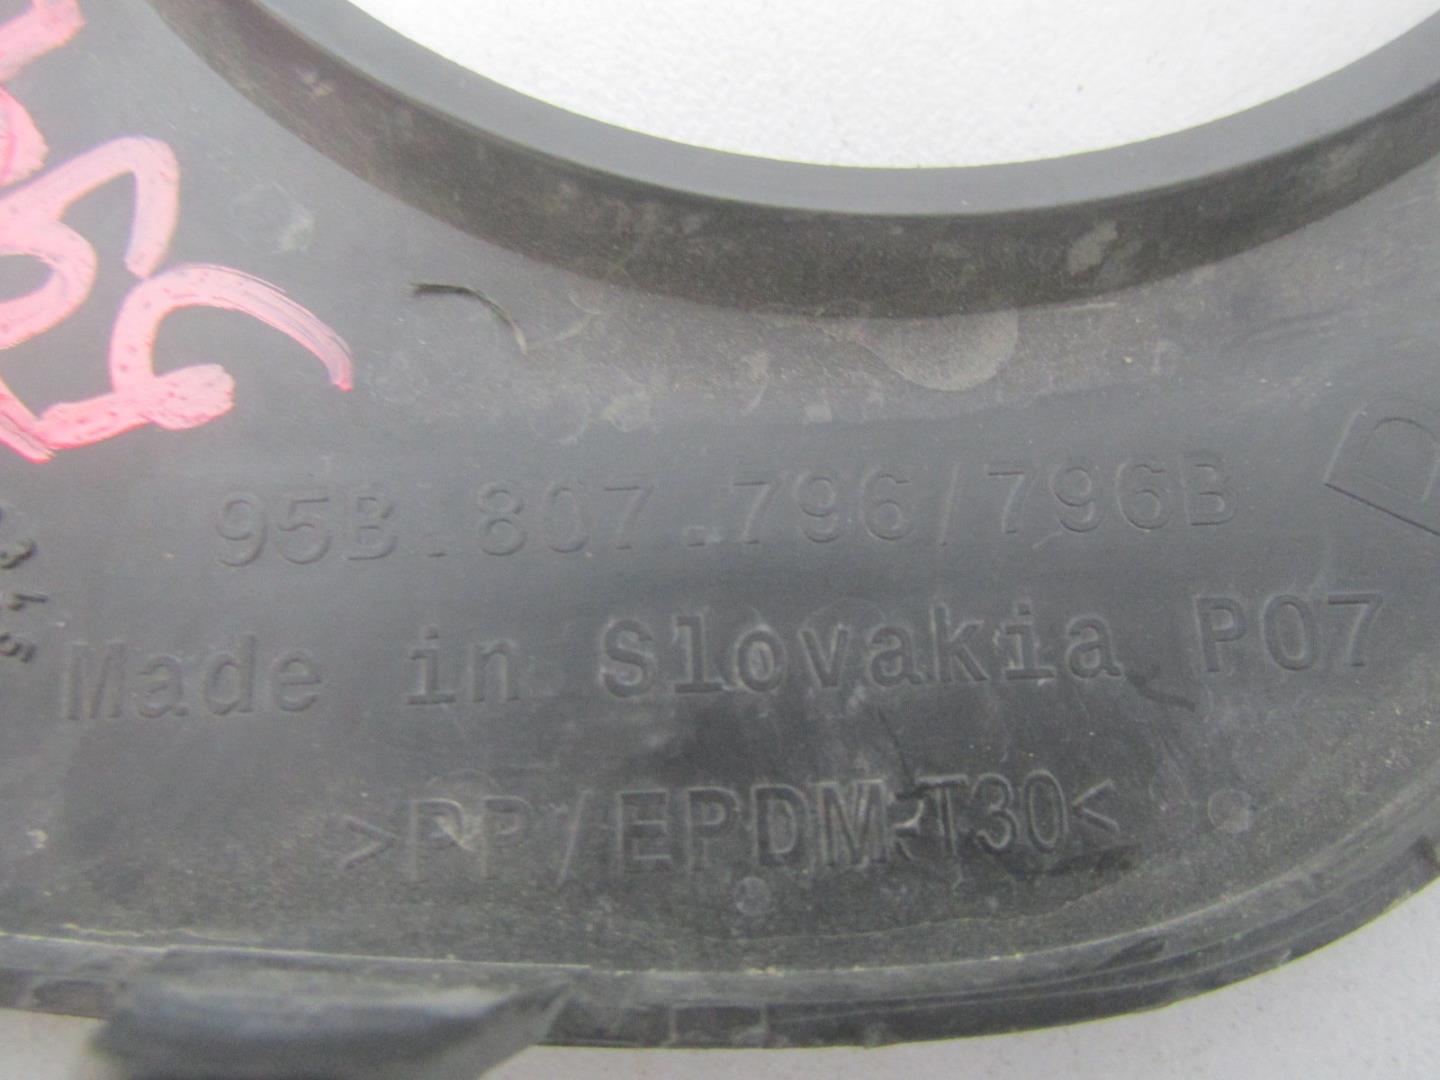 95B.807.796/796B
Made in Slovakia P07
>PP/EPDM-T30<